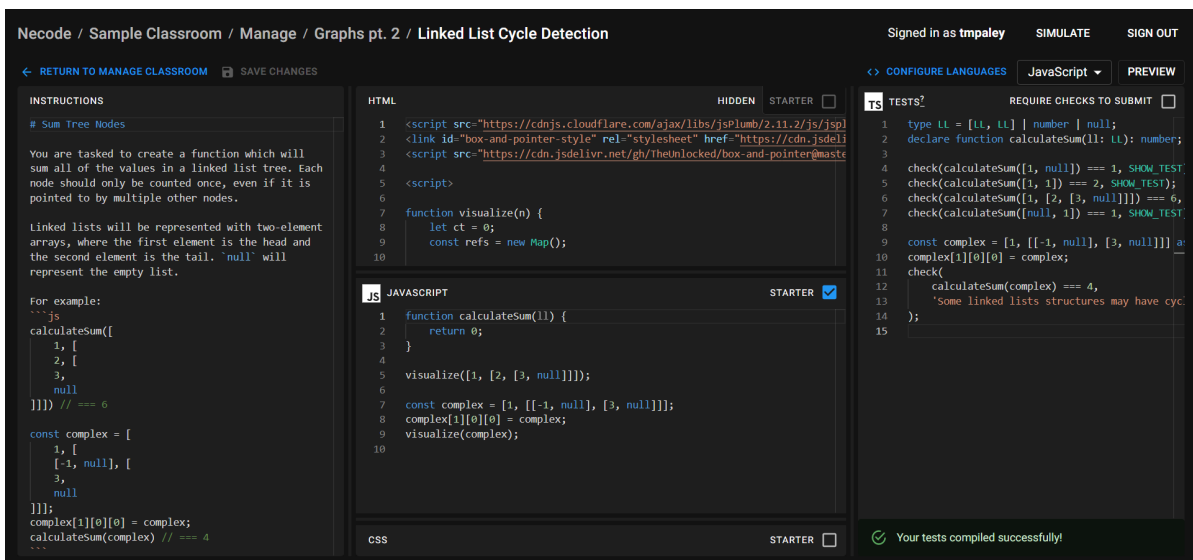 Necode / Sample Classroom / Manage / Graphs pt. 2 / Linked List Cycle Detection
Signed in as tmpaley
SIMULATE
SIGN OUT
← RETURN TO MANAGE CLASSROOM
SAVE CHANGES
<> CONFIGURE LANGUAGES
JavaScript
PREVIEW
INSTRUCTIONS
# Sum Tree Nodes
You are tasked to create a function which will
sum all of the values in a linked list tree. Each
node should only be counted once, even if it is
pointed to by multiple other nodes.
Linked lists will be represented with two-element
arrays, where the first element is the head and
the second element is the tail. `null` will
represent the empty list.
For example:
```js
calculateSum([
1, [
2, [
3,
null
]]]) // === 6
const complex = [
1, [
[-1, null], [
3,
null
]]];
complex[1][0][0] = complex;
calculateSum(complex) // === 4
```
HTML
HIDDEN
STARTER
1 <script src="https://cdnjs.cloudflare.com/ajax/libs/jsPlumb/2.11.2/js/jspl
2 <link id="box-and-pointer-style" rel="stylesheet" href="https://cdn.jsdeli
3 <script src="https://cdn.jsdelivr.net/gh/TheUnlocked/box-and-pointer@maste
4
5 <script>
6
7 function visualize(n) {
8 let ct = 0;
9 const refs = new Map();
10
JS JAVASCRIPT
STARTER
1 function calculateSum(ll) {
2 return 0;
3 }
4
5 visualize([1, [2, [3, null]]]);
6
7 const complex = [1, [[-1, null], [3, null]]];
8 complex[1][0][0] = complex;
9 visualize(complex);
10
CSS
STARTER
TS TESTS?
REQUIRE CHECKS TO SUBMIT
1 type LL = [LL, LL] | number | null;
2 declare function calculateSum(ll: LL): number;
3
4 check(calculateSum([1, null]) === 1, SHOW_TEST
5 check(calculateSum([1, 1]) === 2, SHOW_TEST);
6 check(calculateSum([1, [2, [3, null]]]) === 6,
7 check(calculateSum([null, 1]) === 1, SHOW_TEST
8
9 const complex = [1, [[-1, null], [3, null]]] as
10 complex[1][0][0] = complex;
11 check(
12 calculateSum(complex) === 4,
13 'Some linked lists structures may have cycl
14 );
15
Your tests compiled successfully!